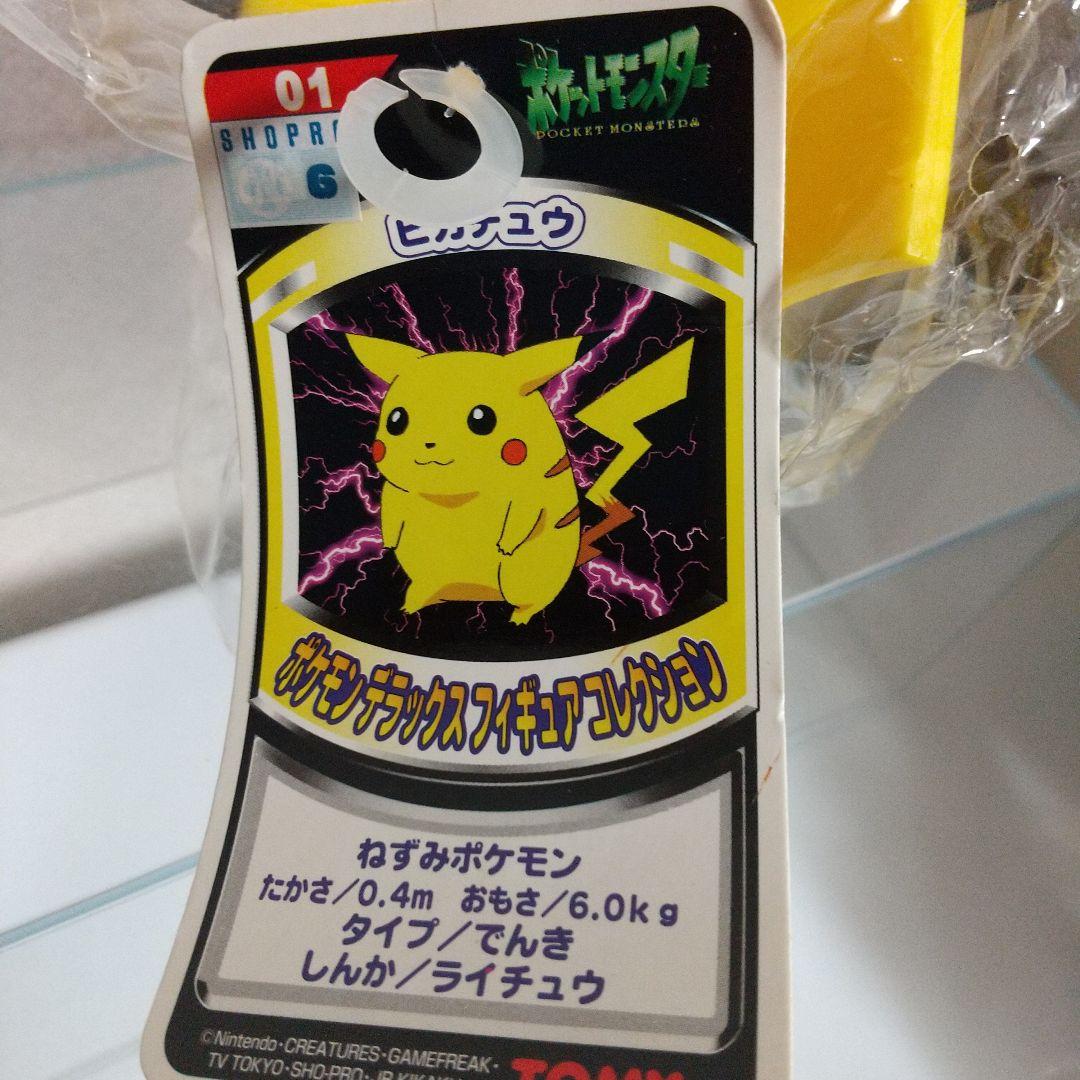 01
ポケットモンスター
POCKET MONSTERS
SHOPRO
6
ピカチュウ
ポケモンデラックス フィギュア コレクション
ねずみポケモン
たかさ/0.4m おもさ/6.0kg
タイプ/でんき
しんか/ライチュウ
©Nintendo・CREATURES・GAMEFREAK・
TV TOKYO・SHO-PRO・JR KIKAKU
TOMY